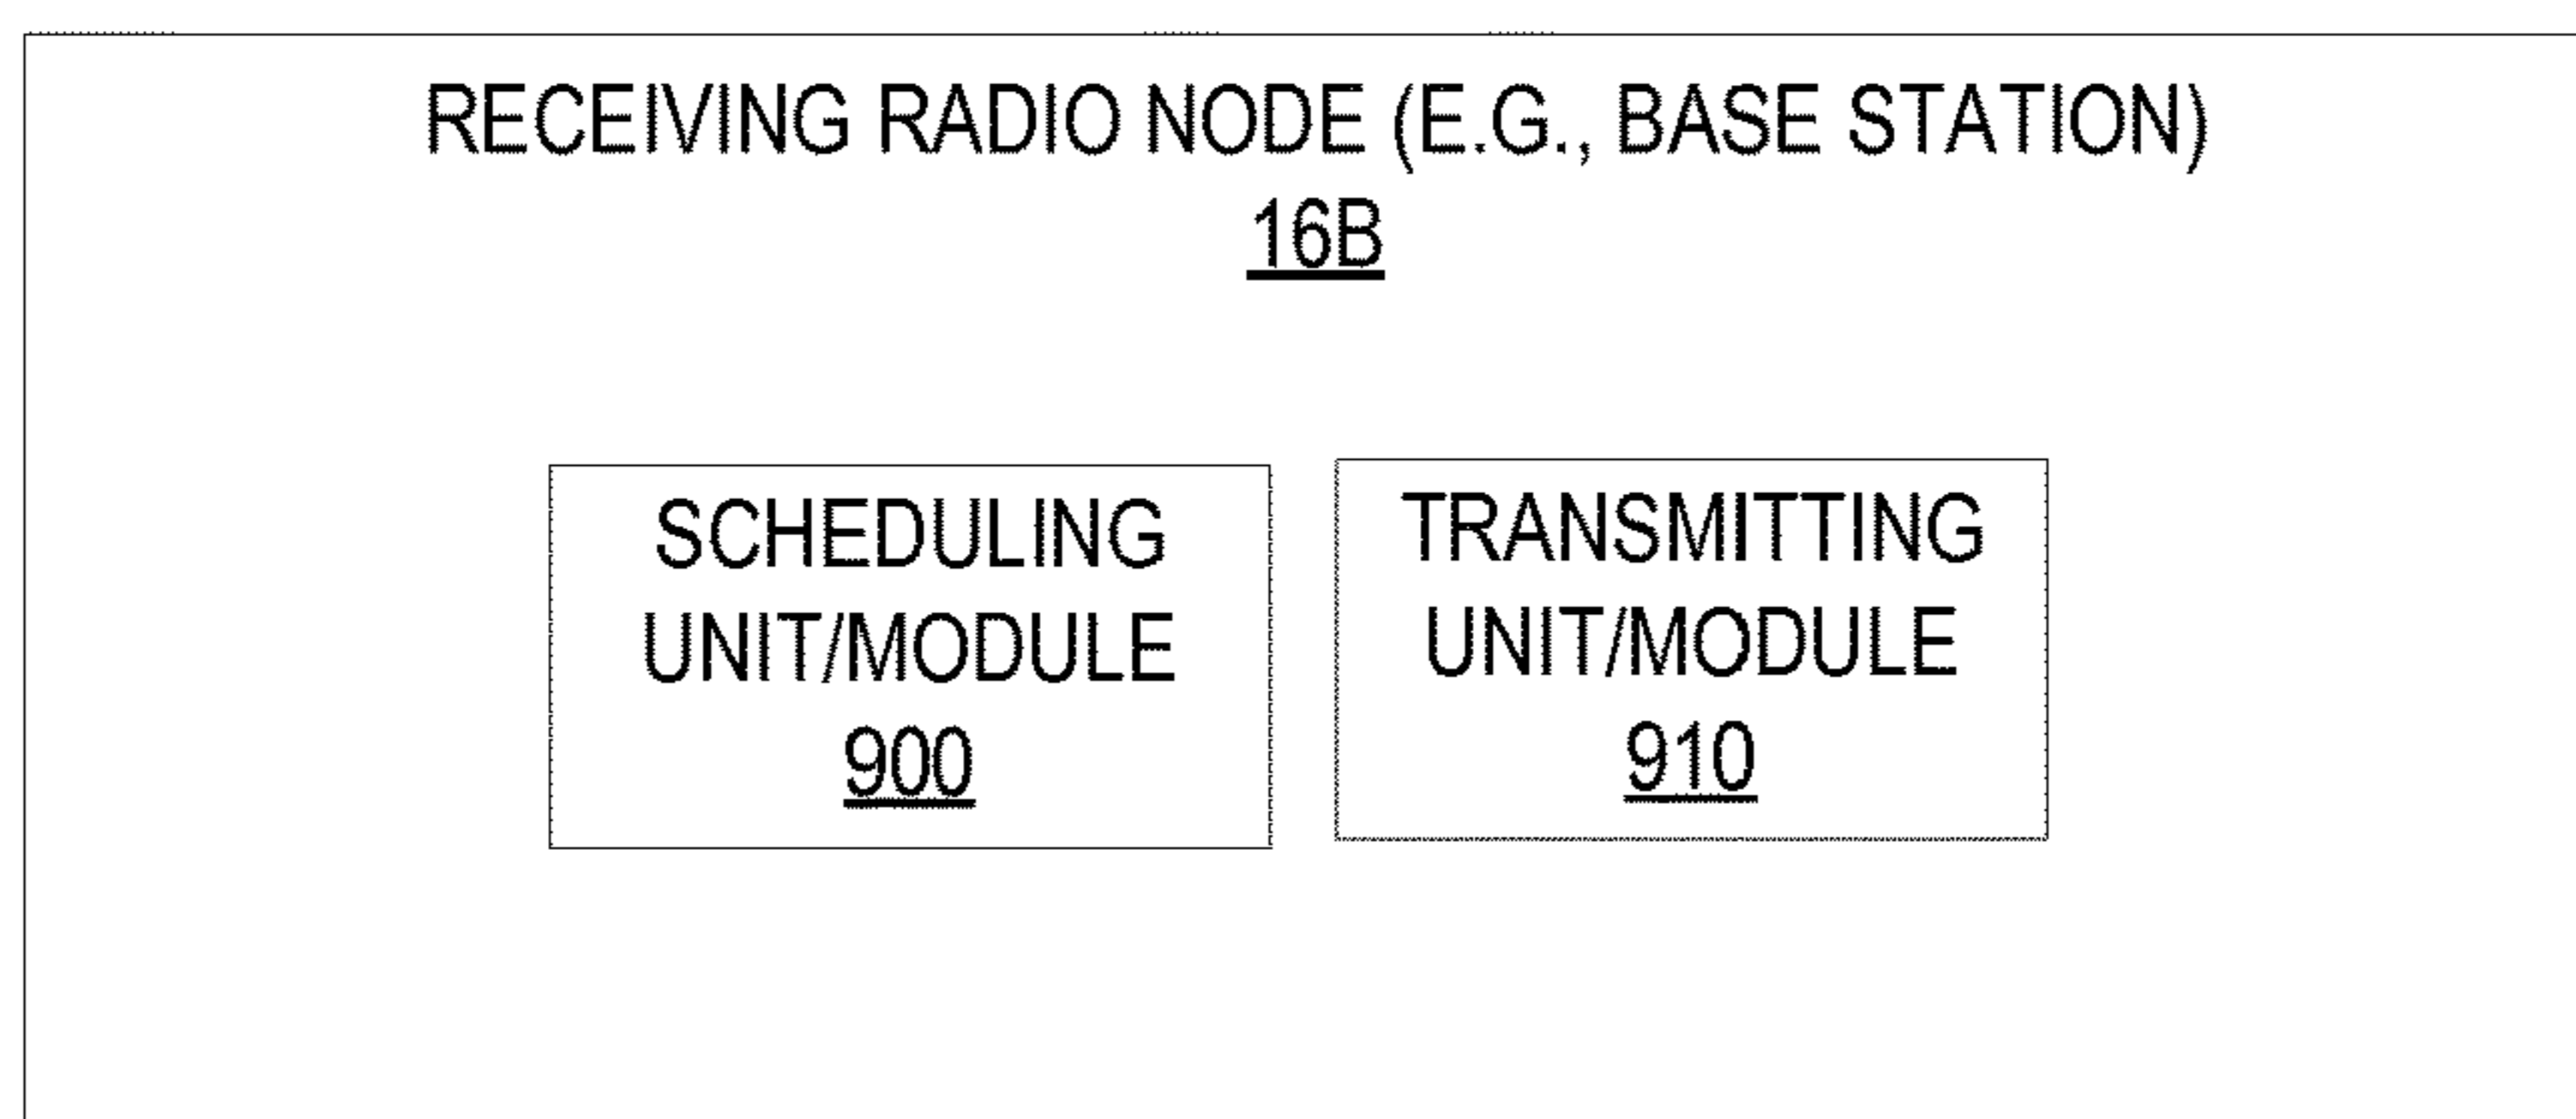 RECEIVING RADIO NODE (E.G., BASE STATION)
16B
SCHEDULING
UNIT/MODULE
900
TRANSMITTING
UNIT/MODULE
910